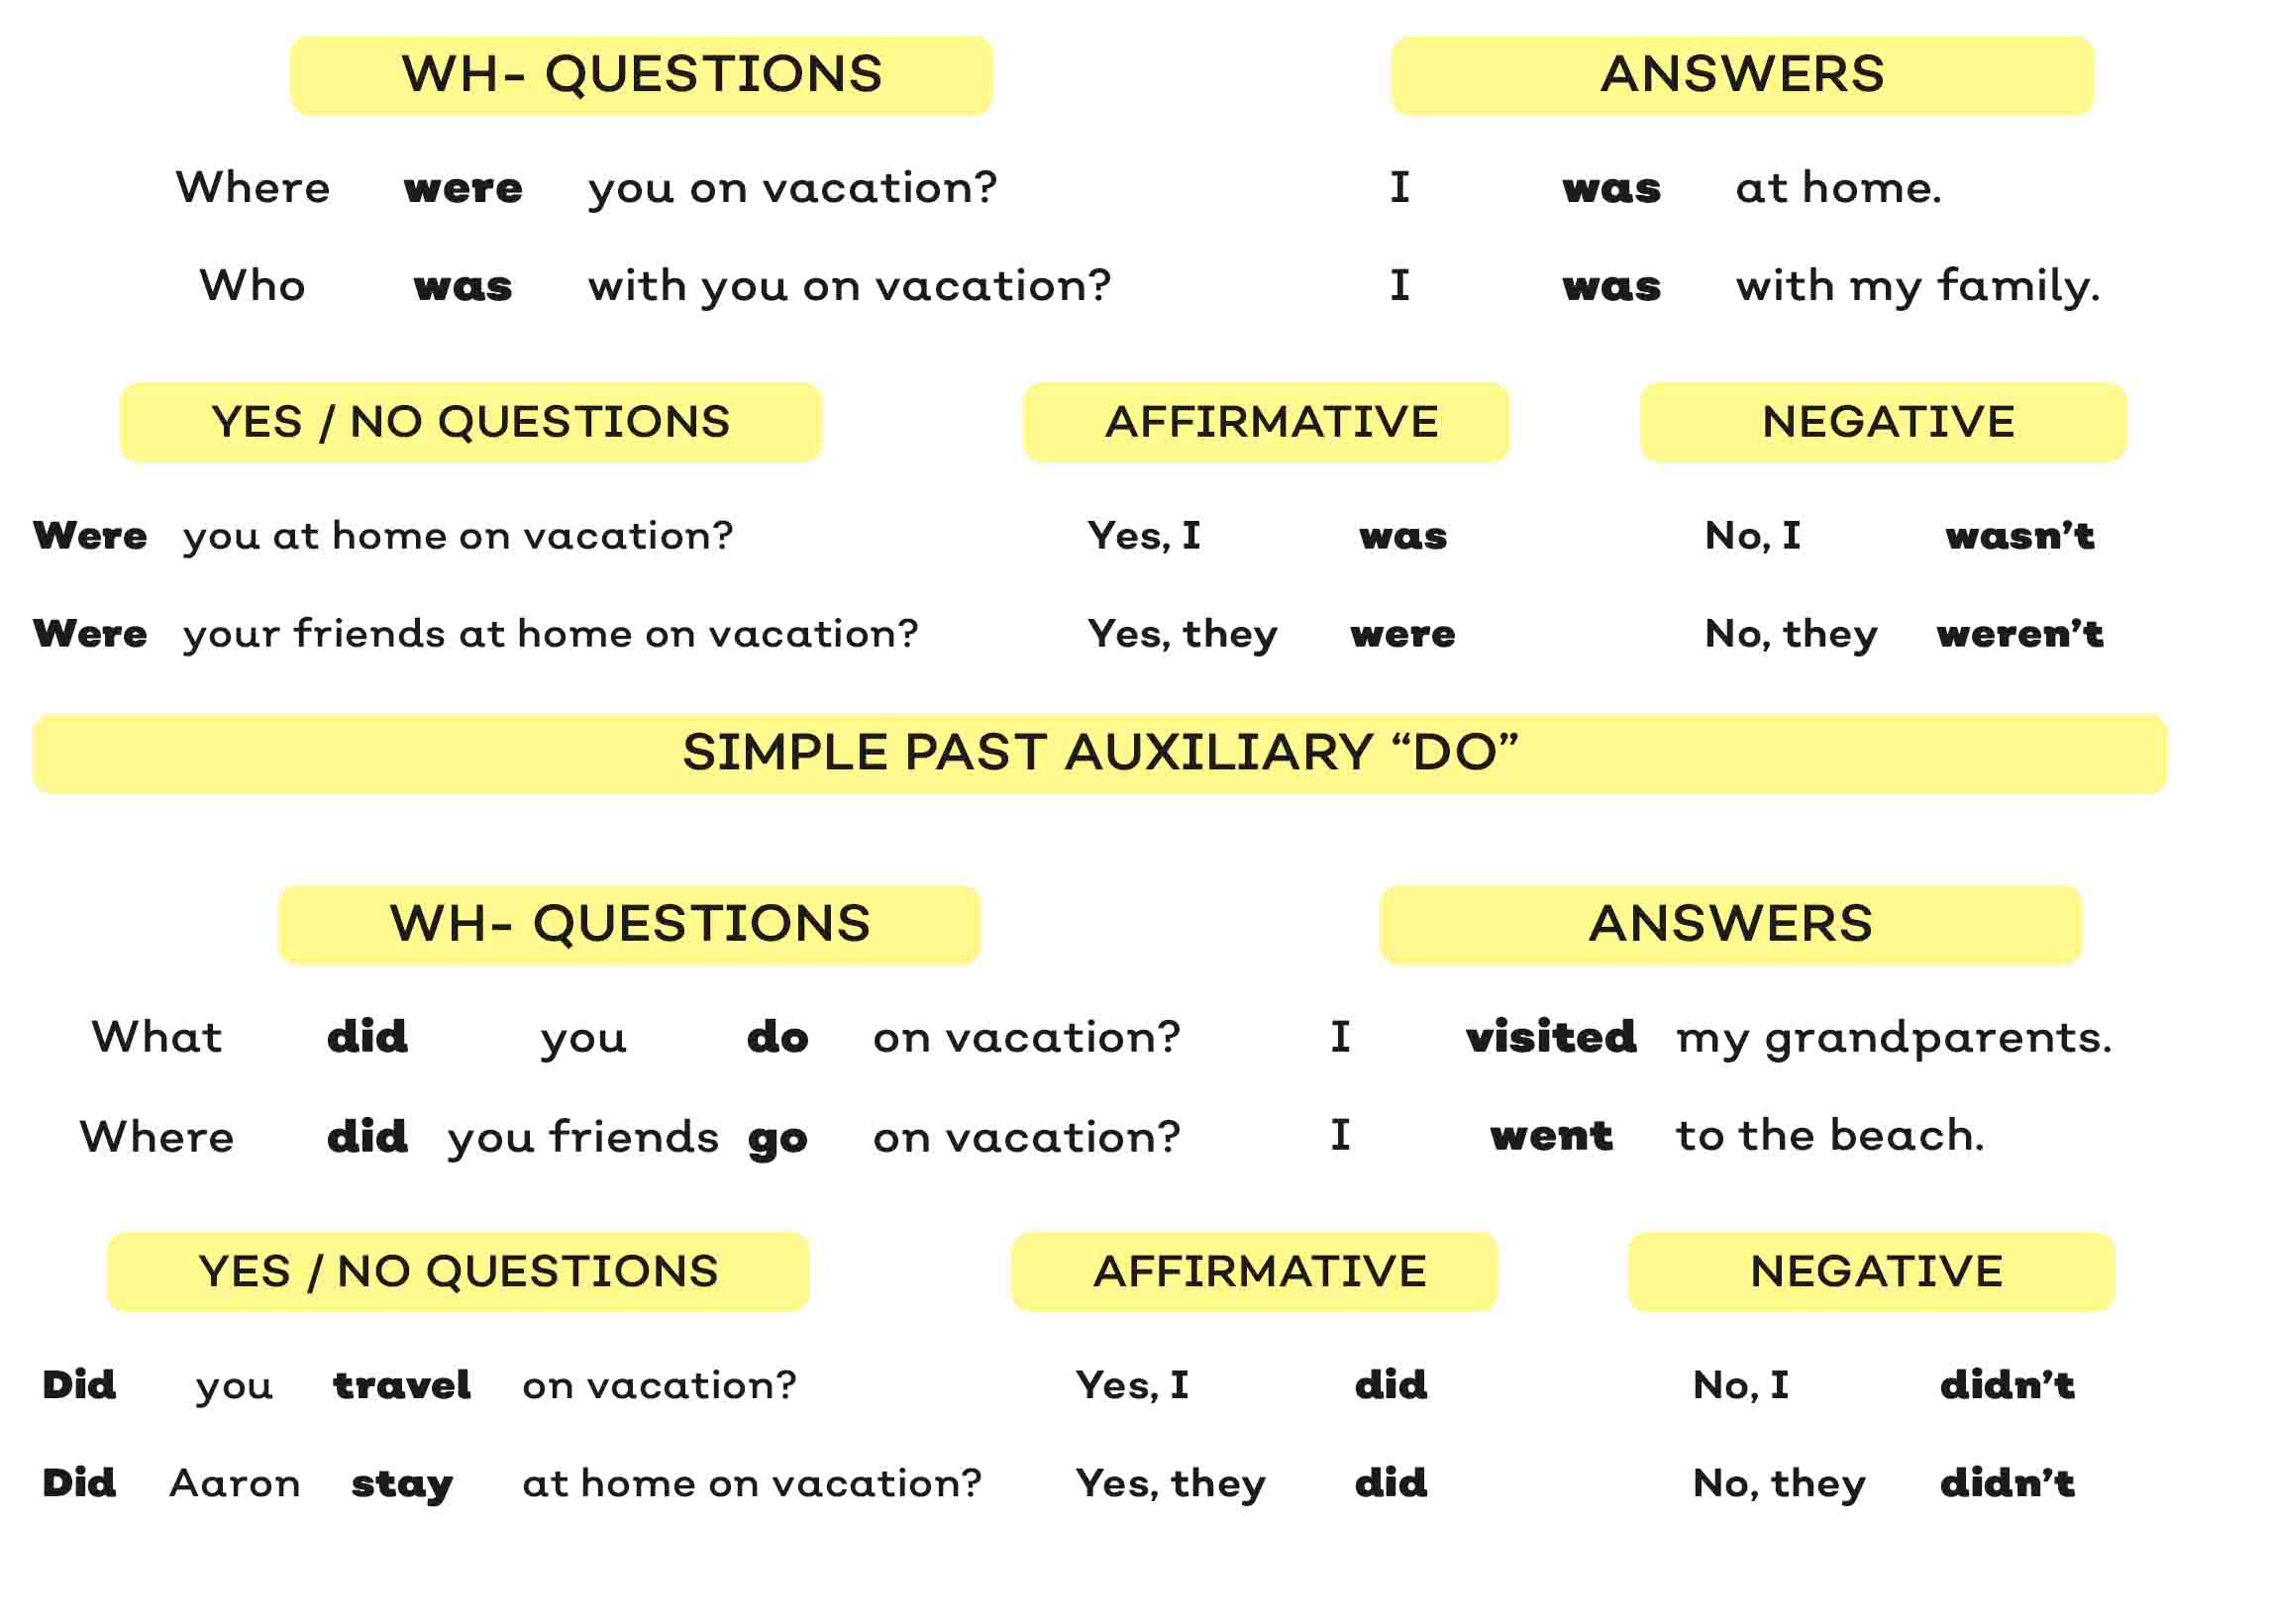 WH- QUESTIONS ANSWERS
Where were you on vacation? I was at home.
Who was with you on vacation? I was with my family.
YES / NO QUESTIONS AFFIRMATIVE NEGATIVE
Were you at home on vacation? Yes, I was No, I wasn’t
Were your friends at home on vacation? Yes, they were No, they weren’t
SIMPLE PAST AUXILIARY “DO”
WH- QUESTIONS ANSWERS
What did you do on vacation? I visited my grandparents.
Where did you friends go on vacation? I went to the beach.
YES / NO QUESTIONS AFFIRMATIVE NEGATIVE
Did you travel on vacation? Yes, I did No, I didn’t
Did Aaron stay at home on vacation? Yes, they did No, they didn’t